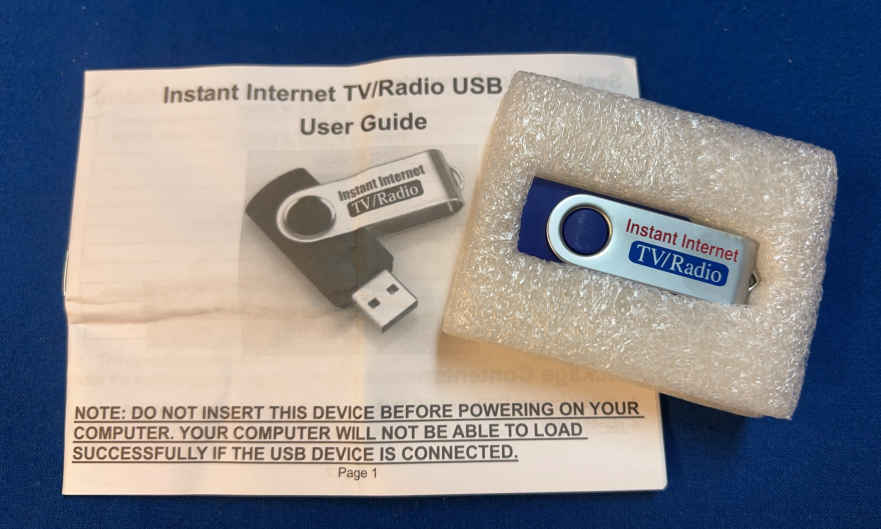 Instant Internet TV/Radio USB
User Guide
Instant Internet
TV/Radio
Instant Internet
TV/Radio
NOTE: DO NOT INSERT THIS DEVICE BEFORE POWERING ON YOUR
COMPUTER. YOUR COMPUTER WILL NOT BE ABLE TO LOAD
SUCCESSFULLY IF THE USB DEVICE IS CONNECTED.
Page 1